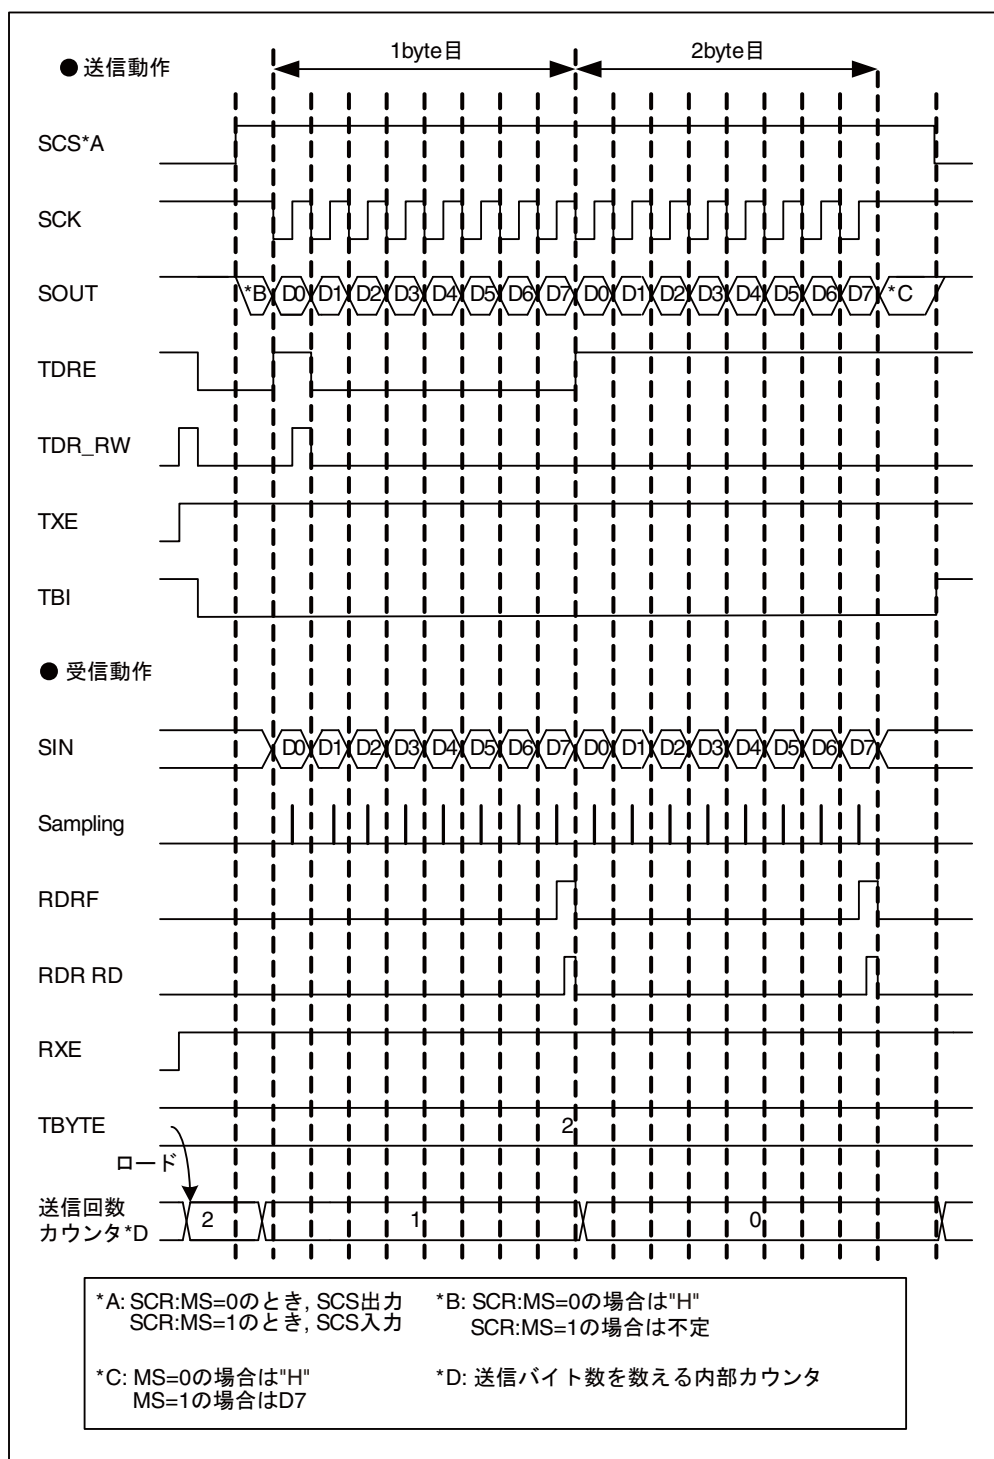 1byte目 2byte目
● 送信動作
SCS*A
SCK
SOUT *B D0 D1 D2 D3 D4 D5 D6 D7 D0 D1 D2 D3 D4 D5 D6 D7 *C
TDRE
TDR_RW
TXE
TBI
● 受信動作
SIN D0 D1 D2 D3 D4 D5 D6 D7 D0 D1 D2 D3 D4 D5 D6 D7
Sampling
RDRF
RDR RD
RXE
TBYTE 2
ロード
送信回数
カウンタ*D 2 1 0
*A: SCR:MS=0のとき, SCS出力
SCR:MS=1のとき, SCS入力
*B: SCR:MS=0の場合は"H"
SCR:MS=1の場合は不定
*C: MS=0の場合は"H"
MS=1の場合はD7
*D: 送信バイト数を数える内部カウンタ